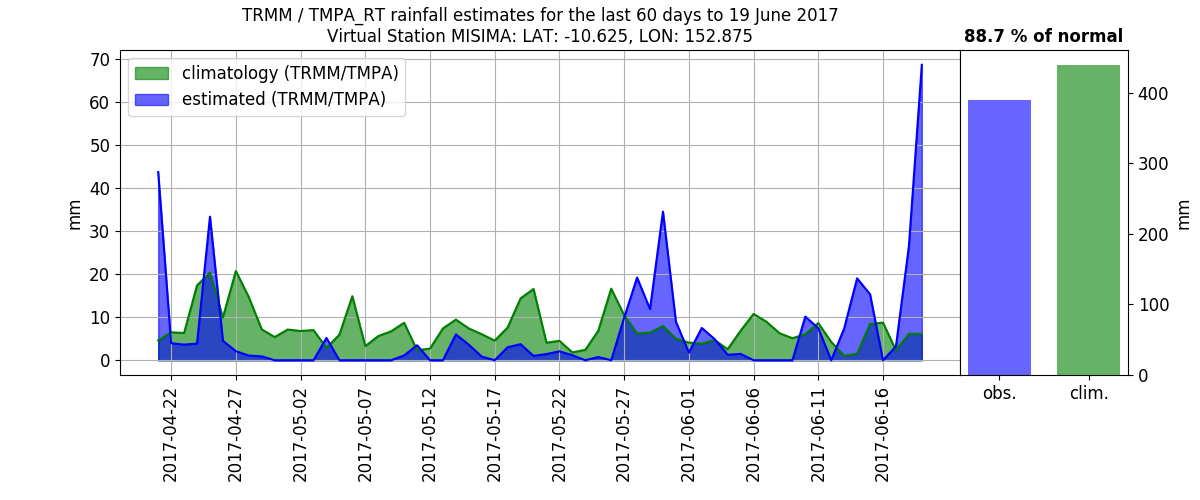 TRMM / TMPA_RT rainfall estimates for the last 60 days to 19 June 2017
Virtual Station MISIMA: LAT: -10.625, LON: 152.875
88.7 % of normal
climatology (TRMM/TMPA)
estimated (TRMM/TMPA)
70
60
50
40
30
20
10
0
mm
2017-04-22
2017-04-27
2017-05-02
2017-05-07
2017-05-12
2017-05-17
2017-05-22
2017-05-27
2017-06-01
2017-06-06
2017-06-11
2017-06-16
400
300
200
100
0
mm
obs.
clim.